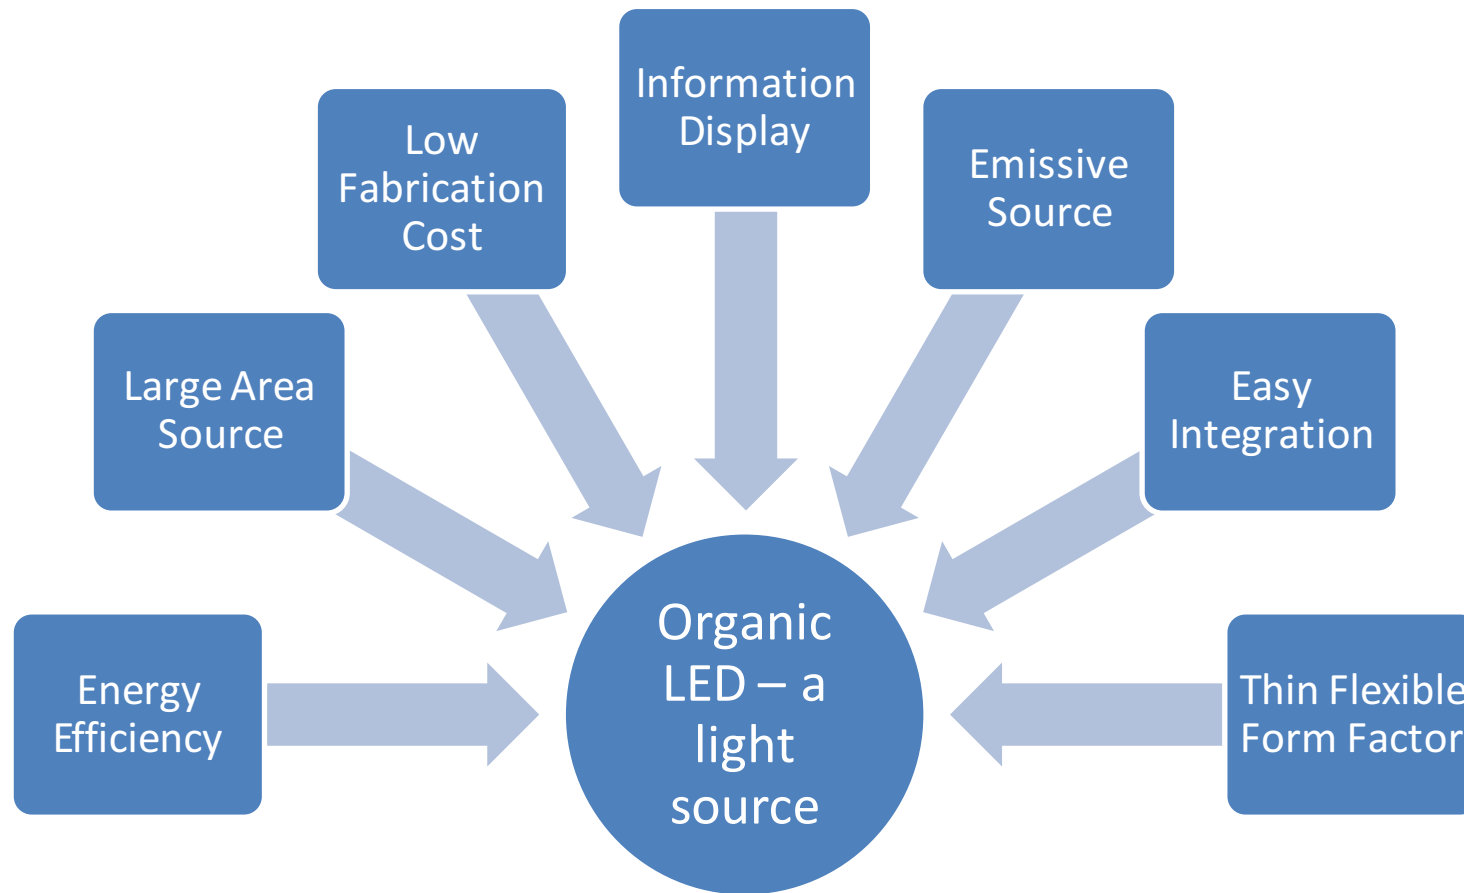 Information
Display
Low
Fabrication
Cost
Emissive
Source
Large Area
Source
Easy
Integration
Energy
Efficiency
Thin Flexible
Form Factor
Organic
LED – a
light
source